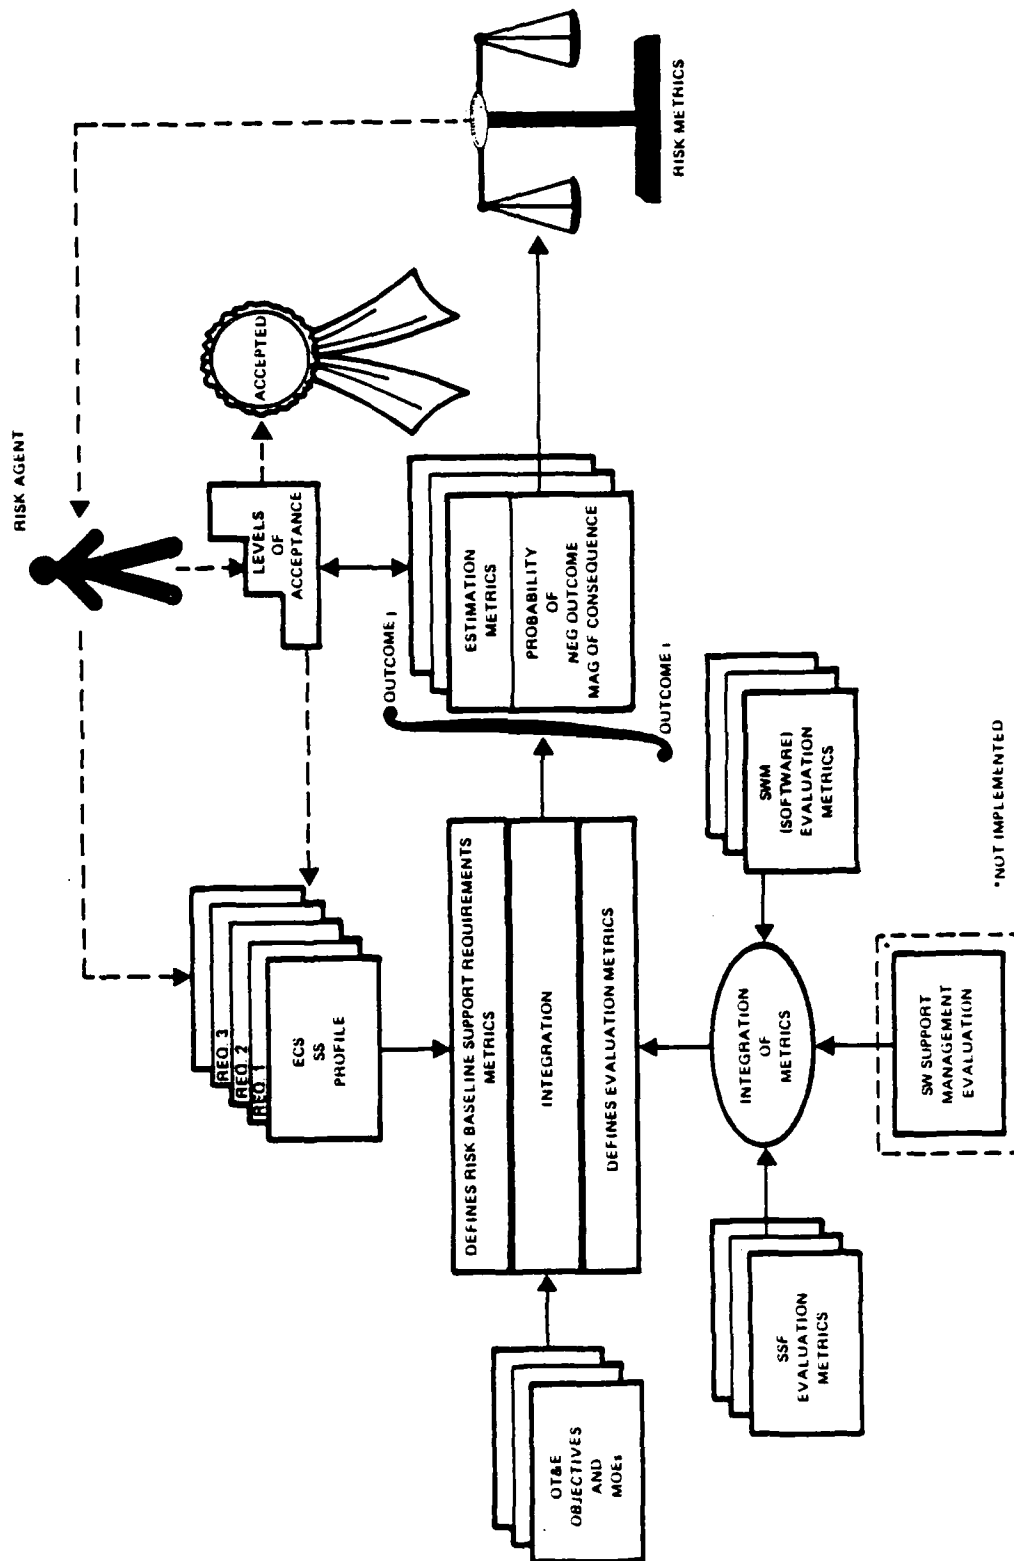 RISK AGENT
REQ. 3
REQ. 2
REQ. 1
ECS
SS
PROFILE
LEVELS
OF
ACCEPTANCE
ACCEPTED
OT&E
OBJECTIVES
AND
MOEs
DEFINES RISK BASELINE SUPPORT REQUIREMENTS
METRICS
INTEGRATION
DEFINES EVALUATION METRICS
OUTCOME
ESTIMATION
METRICS
PROBABILITY
OF
NEG OUTCOME
MAG OF CONSEQUENCE
OUTCOME
RISK METRICS
SSF
EVALUATION
METRICS
INTEGRATION
OF
METRICS
SWM
(SOFTWARE)
EVALUATION
METRICS
SW SUPPORT
MANAGEMENT
EVALUATION
*NOT IMPLEMENTED